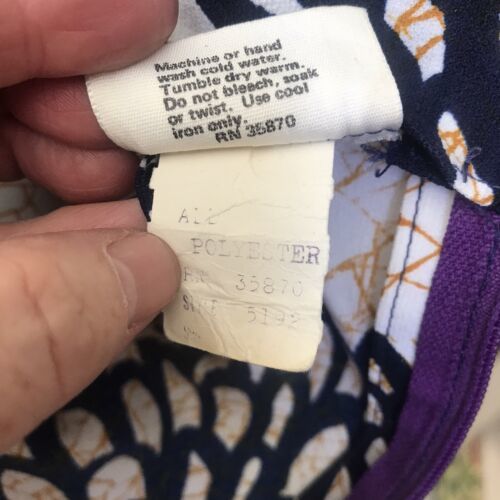 Machine or hand
wash cold water.
Tumble dry warm.
Do not bleach, soak
or twist. Use cool
iron only.
RN 35870
ALL
POLYESTER
RN 35870
5192